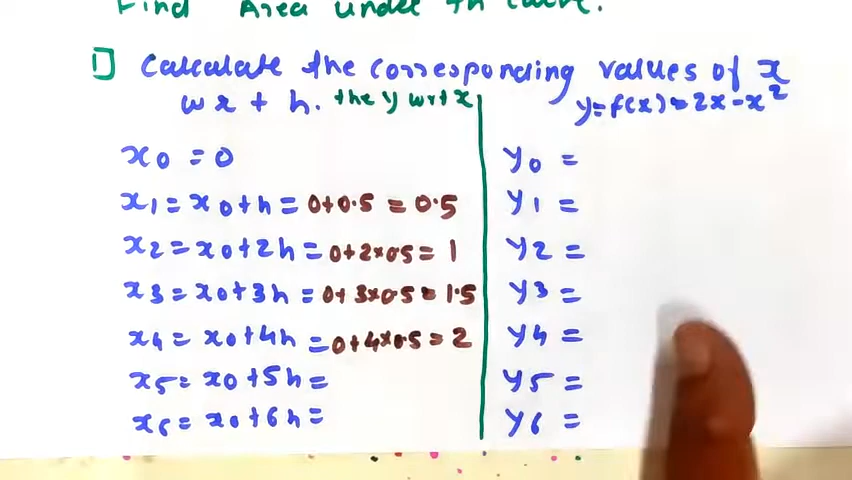 Find Area under th curve.
1 Calculate the corresponding values of x
w r t h. the y w r t x y = f(x) = 2x - x²
x0 = 0 y0 =
x1 = x0+h = 0+0.5 = 0.5 y1 =
x2 = x0+2h = 0+2×0.5 = 1 y2 =
x3 = x0+3h = 0+3×0.5 = 1.5 y3 =
x4 = x0+4h = 0+4×0.5 = 2 y4 =
x5 = x0+5h = y5 =
x6 = x0+6h = y6 =